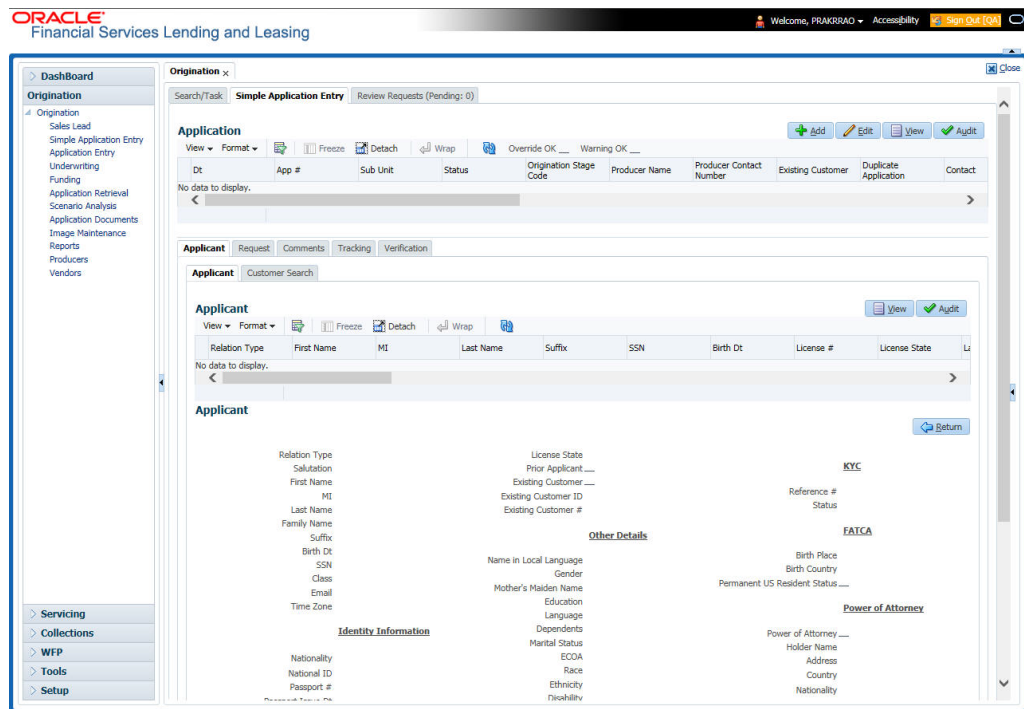 ORACLE'
Financial Services Lending and Leasing
Welcome, PRAKRRAO Accessibility Sign Out [QA]
Close
DashBoard
Origination
Origination
Sales Lead
Simple Application Entry
Application Entry
Underwriting
Funding
Application Retrieval
Scenario Analysis
Application Documents
Image Maintenance
Reports
Producers
Vendors
Servicing
Collections
WFP
Tools
Setup
Origination x
Search/Task Simple Application Entry Review Requests (Pending: 0)
Application
Add Edit View Audit
View Format Freeze Detach Wrap Override OK __ Warning OK __
Dt App # Sub Unit Status Origination Stage Code Producer Name Producer Contact Number Existing Customer Duplicate Application Contact
No data to display.
Applicant Request Comments Tracking Verification
Applicant Customer Search
Applicant
View Audit
View Format Freeze Detach Wrap
Relation Type First Name MI Last Name Suffix SSN Birth Dt License # License State
No data to display.
Applicant
Return
Relation Type
Salutation
First Name
MI
Last Name
Family Name
Suffix
Birth Dt
SSN
Class
Email
Time Zone
Identity Information
Nationality
National ID
Passport #
Passport Issue Dt
License State
Prior Applicant __
Existing Customer __
Existing Customer ID
Existing Customer #
Other Details
Name in Local Language
Gender
Mother's Maiden Name
Education
Language
Dependents
Marital Status
ECOA
Race
Ethnicity
Disability
KYC
Reference #
Status
FATCA
Birth Place
Birth Country
Permanent US Resident Status __
Power of Attorney
Power of Attorney __
Holder Name
Address
Country
Nationality